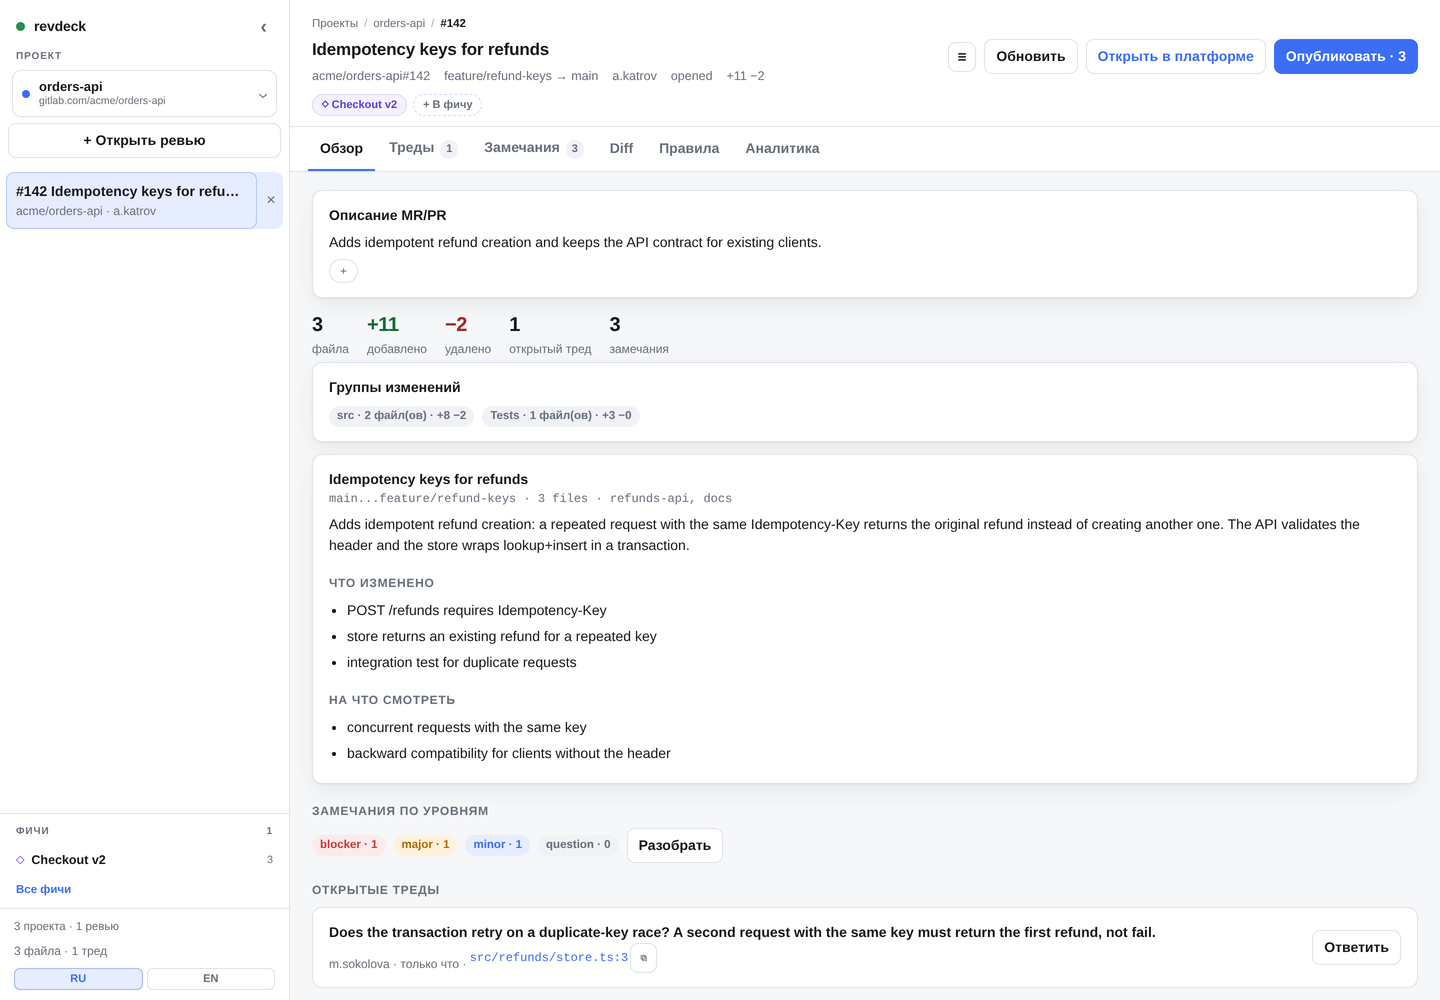 revdeck
‹
ПРОЕКТ
orders-api
gitlab.com/acme/orders-api
+ Открыть ревью
#142 Idempotency keys for refu…
acme/orders-api · a.katrov
×
ФИЧИ 1
◇ Checkout v2 3
Все фичи
3 проекта · 1 ревью
3 файла · 1 тред
RU EN
Проекты / orders-api / #142
Idempotency keys for refunds
acme/orders-api#142 feature/refund-keys → main a.katrov opened +11 −2
◇ Checkout v2 + В фичу
≡ Обновить Открыть в платформе Опубликовать · 3
Обзор Треды 1 Замечания 3 Diff Правила Аналитика
Описание MR/PR
Adds idempotent refund creation and keeps the API contract for existing clients.
+
3 +11 −2 1 3
файла добавлено удалено открытый тред замечания
Группы изменений
src · 2 файл(ов) · +8 −2 Tests · 1 файл(ов) · +3 −0
Idempotency keys for refunds
main...feature/refund-keys · 3 files · refunds-api, docs
Adds idempotent refund creation: a repeated request with the same Idempotency-Key returns the original refund instead of creating another one. The API validates the
header and the store wraps lookup+insert in a transaction.
ЧТО ИЗМЕНЕНО
• POST /refunds requires Idempotency-Key
• store returns an existing refund for a repeated key
• integration test for duplicate requests
НА ЧТО СМОТРЕТЬ
• concurrent requests with the same key
• backward compatibility for clients without the header
ЗАМЕЧАНИЯ ПО УРОВНЯМ
blocker · 1 major · 1 minor · 1 question · 0 Разобрать
ОТКРЫТЫЕ ТРЕДЫ
Does the transaction retry on a duplicate-key race? A second request with the same key must return the first refund, not fail.
m.sokolova · только что · src/refunds/store.ts:3
Ответить